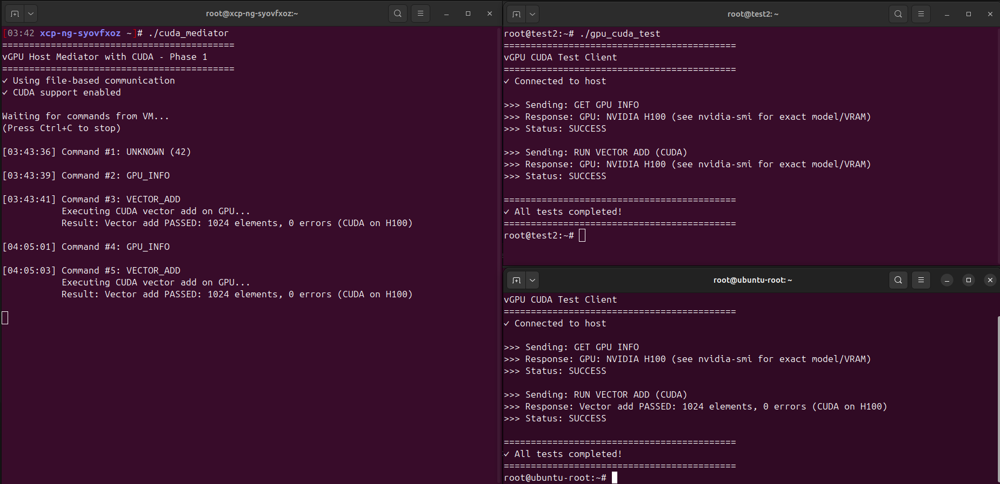 root@xcp-ng-syovfxoz:~
[03:42 xcp-ng-syovfxoz ~]# ./cuda_mediator
===========================================
vGPU Host Mediator with CUDA - Phase 1
===========================================
✓ Using file-based communication
✓ CUDA support enabled
Waiting for commands from VM...
(Press Ctrl+C to stop)
[03:43:36] Command #1: UNKNOWN (42)
[03:43:39] Command #2: GPU_INFO
[03:43:41] Command #3: VECTOR_ADD
Executing CUDA vector add on GPU...
Result: Vector add PASSED: 1024 elements, 0 errors (CUDA on H100)
[04:05:01] Command #4: GPU_INFO
[04:05:03] Command #5: VECTOR_ADD
Executing CUDA vector add on GPU...
Result: Vector add PASSED: 1024 elements, 0 errors (CUDA on H100)
root@test2: ~
root@test2:~# ./gpu_cuda_test
===========================================
vGPU CUDA Test Client
===========================================
✓ Connected to host
>>> Sending: GET GPU INFO
>>> Response: GPU: NVIDIA H100 (see nvidia-smi for exact model/VRAM)
>>> Status: SUCCESS
>>> Sending: RUN VECTOR ADD (CUDA)
>>> Response: GPU: NVIDIA H100 (see nvidia-smi for exact model/VRAM)
>>> Status: SUCCESS
===========================================
✓ All tests completed!
===========================================
root@test2:~#
root@ubuntu-root: ~
vGPU CUDA Test Client
===========================================
✓ Connected to host
>>> Sending: GET GPU INFO
>>> Response: GPU: NVIDIA H100 (see nvidia-smi for exact model/VRAM)
>>> Status: SUCCESS
>>> Sending: RUN VECTOR ADD (CUDA)
>>> Response: Vector add PASSED: 1024 elements, 0 errors (CUDA on H100)
>>> Status: SUCCESS
===========================================
✓ All tests completed!
===========================================
root@ubuntu-root:~#